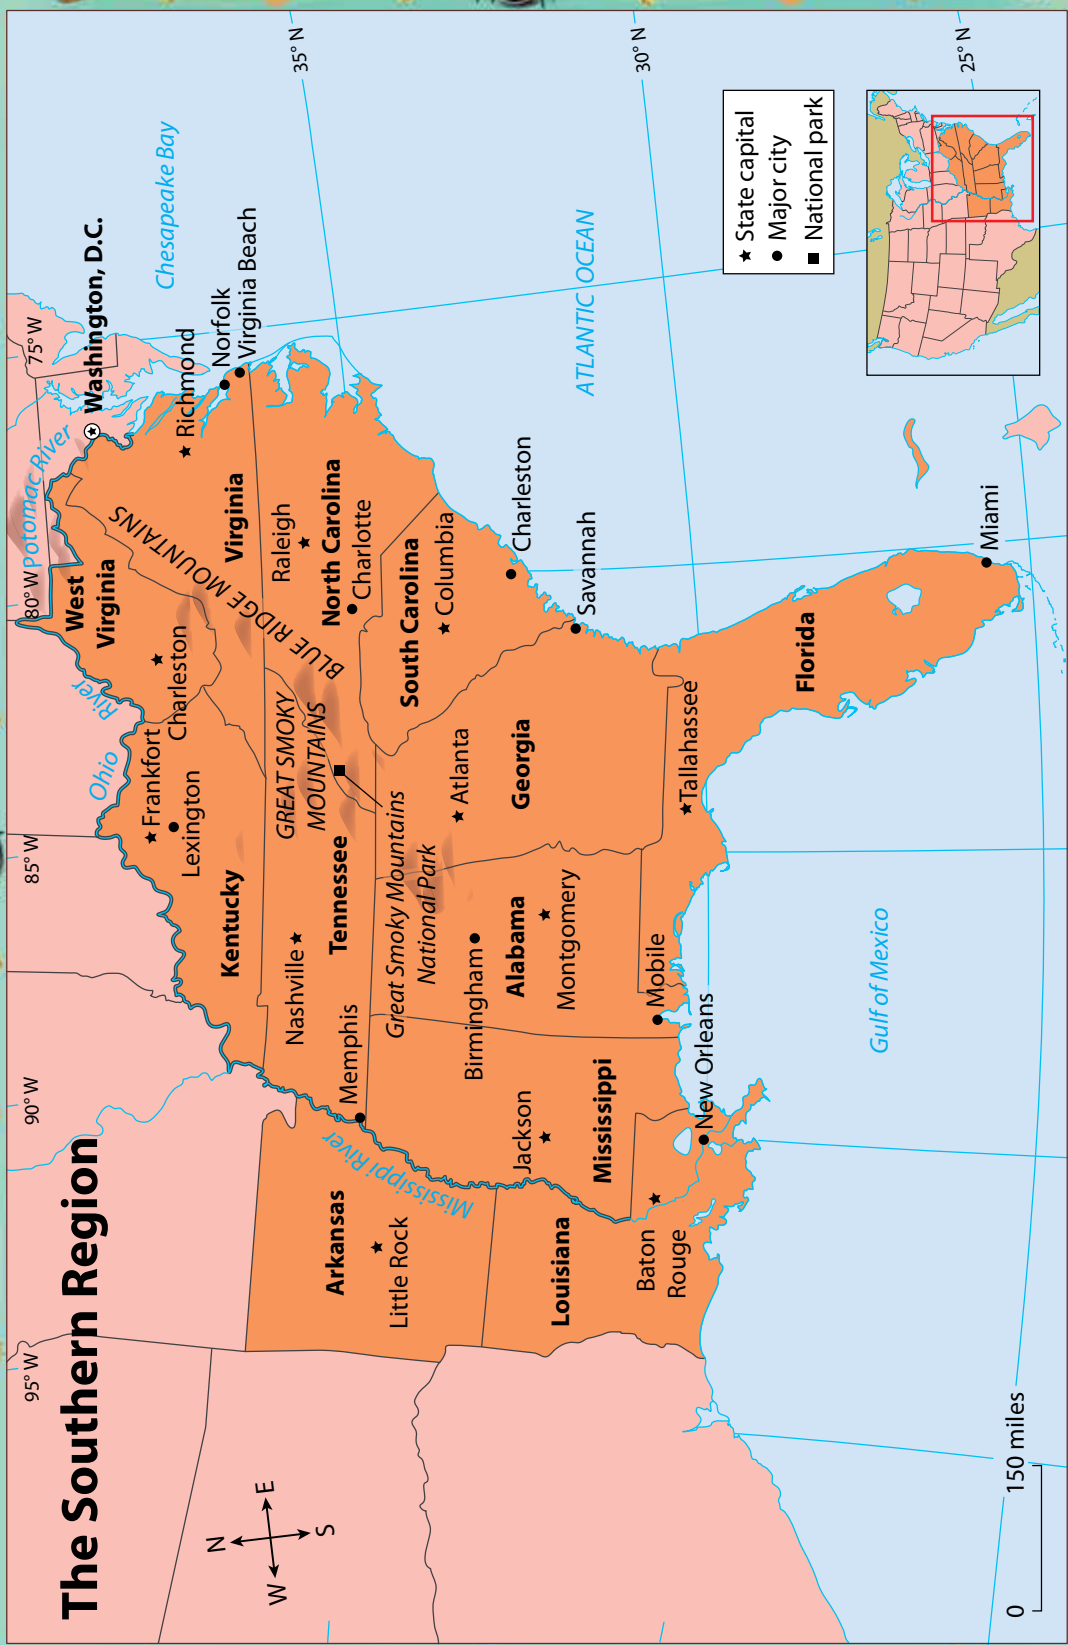 The Southern Region
95° W
90° W
85° W
80° W
75° W
35° N
30° N
25° N
Potomac River
Washington, D.C.
Chesapeake Bay
West
Virginia
Charleston
Ohio
River
Richmond
Norfolk
Virginia Beach
Virginia
BLUE RIDGE MOUNTAINS
Frankfort
Lexington
Kentucky
Raleigh
North Carolina
Charlotte
GREAT SMOKY
MOUNTAINS
Nashville
Tennessee
Memphis
Great Smoky Mountains
National Park
Mississippi River
Arkansas
Little Rock
South Carolina
Columbia
Charleston
Savannah
Atlanta
Georgia
Birmingham
Alabama
Montgomery
Mobile
Jackson
Mississippi
Louisiana
Baton
Rouge
New Orleans
Tallahassee
Florida
Miami
ATLANTIC OCEAN
Gulf of Mexico
State capital
Major city
National park
N
E
S
W
0
150 miles